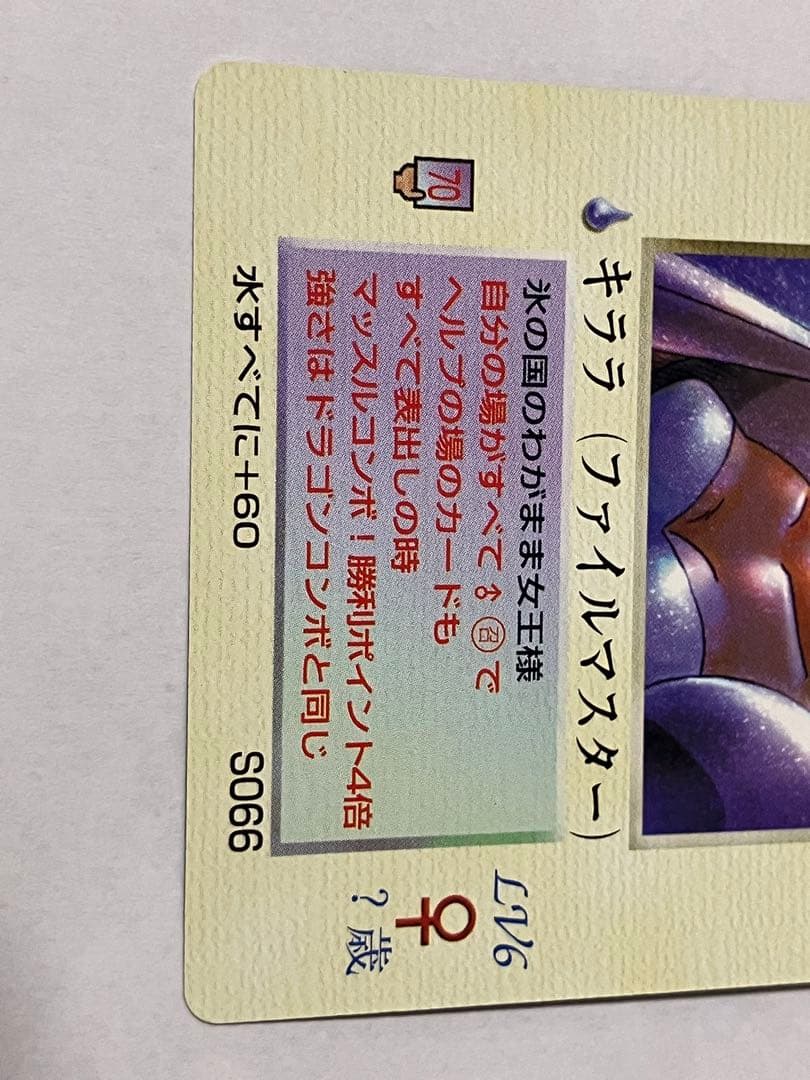 キララ(ファイルマスター)
70
氷の国のわがまま女王様
自分の場がすべて♂㊔で
ヘルプの場のカードも
すべて表出しの時
マッスルコンボ!勝利ポイント4倍
強さはドラゴンコンボと同じ
LV6
♀
?歳
水すべてに+60
S066